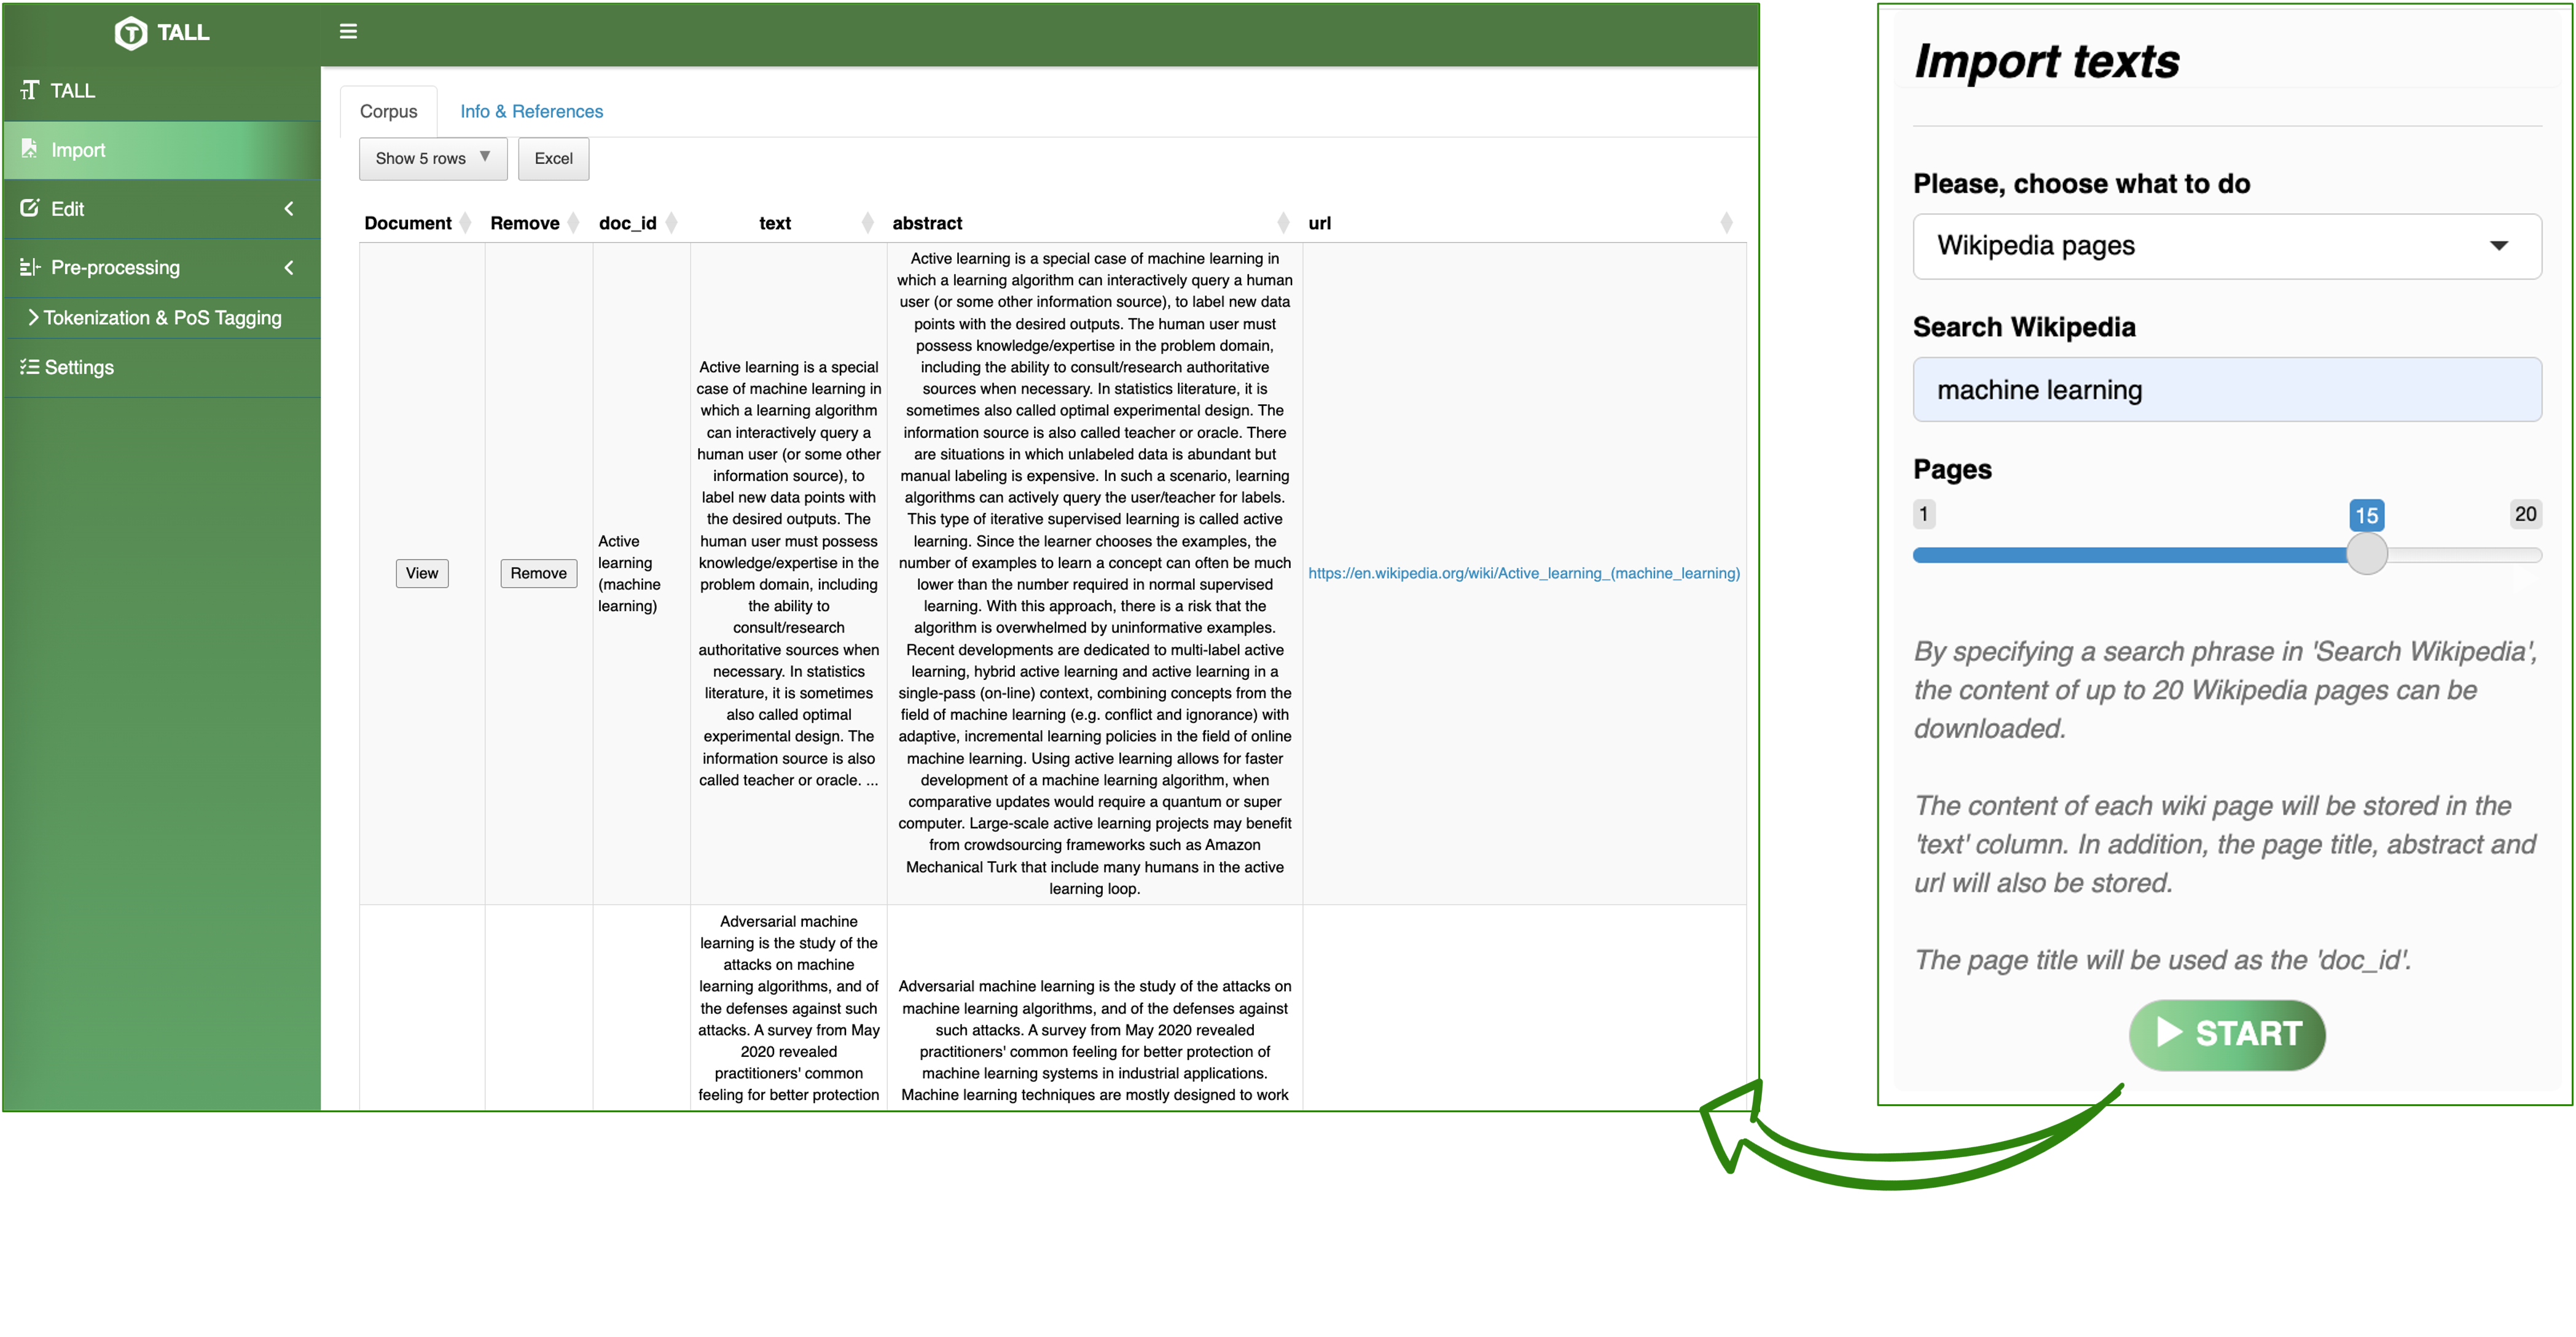 TALL
TALL
Import
Edit
Pre-processing
Tokenization & PoS Tagging
Settings
Corpus
Info & References
Show 5 rows
Excel
Document Remove doc_id text abstract url
View
Remove
Active
learning
(machine
learning)
Active learning is a special
case of machine learning in
which a learning algorithm
can interactively query a
human user (or some other
information source), to
label new data points with
the desired outputs. The
human user must possess
knowledge/expertise in the
problem domain, including
the ability to
consult/research
authoritative sources when
necessary. In statistics
literature, it is sometimes
also called optimal
experimental design. The
information source is also
called teacher or oracle. ...
Active learning is a special case of machine learning in
which a learning algorithm can interactively query a human
user (or some other information source), to label new data
points with the desired outputs. The human user must
possess knowledge/expertise in the problem domain,
including the ability to consult/research authoritative
sources when necessary. In statistics literature, it is
sometimes also called optimal experimental design. The
information source is also called teacher or oracle. There
are situations in which unlabeled data is abundant but
manual labeling is expensive. In such a scenario, learning
algorithms can actively query the user/teacher for labels.
This type of iterative supervised learning is called active
learning. Since the learner chooses the examples, the
number of examples to learn a concept can often be much
lower than the number required in normal supervised
learning. With this approach, there is a risk that the
algorithm is overwhelmed by uninformative examples.
Recent developments are dedicated to multi-label active
learning, hybrid active learning and active learning in a
single-pass (on-line) context, combining concepts from the
field of machine learning (e.g. conflict and ignorance) with
adaptive, incremental learning policies in the field of online
machine learning. Using active learning allows for faster
development of a machine learning algorithm, when
comparative updates would require a quantum or super
computer. Large-scale active learning projects may benefit
from crowdsourcing frameworks such as Amazon
Mechanical Turk that include many humans in the active
learning loop.
https://en.wikipedia.org/wiki/Active_learning_(machine_learning)
Adversarial machine
learning is the study of the
attacks on machine
learning algorithms, and of
the defenses against such
attacks. A survey from May
2020 revealed
practitioners' common
feeling for better protection
Adversarial machine learning is the study of the attacks on
machine learning algorithms, and of the defenses against
such attacks. A survey from May 2020 revealed
practitioners' common feeling for better protection of
machine learning systems in industrial applications.
Machine learning techniques are mostly designed to work
Import texts
Please, choose what to do
Wikipedia pages
Search Wikipedia
machine learning
Pages
1 15 20
By specifying a search phrase in 'Search Wikipedia',
the content of up to 20 Wikipedia pages can be
downloaded.
The content of each wiki page will be stored in the
'text' column. In addition, the page title, abstract and
url will also be stored.
The page title will be used as the 'doc_id'.
START